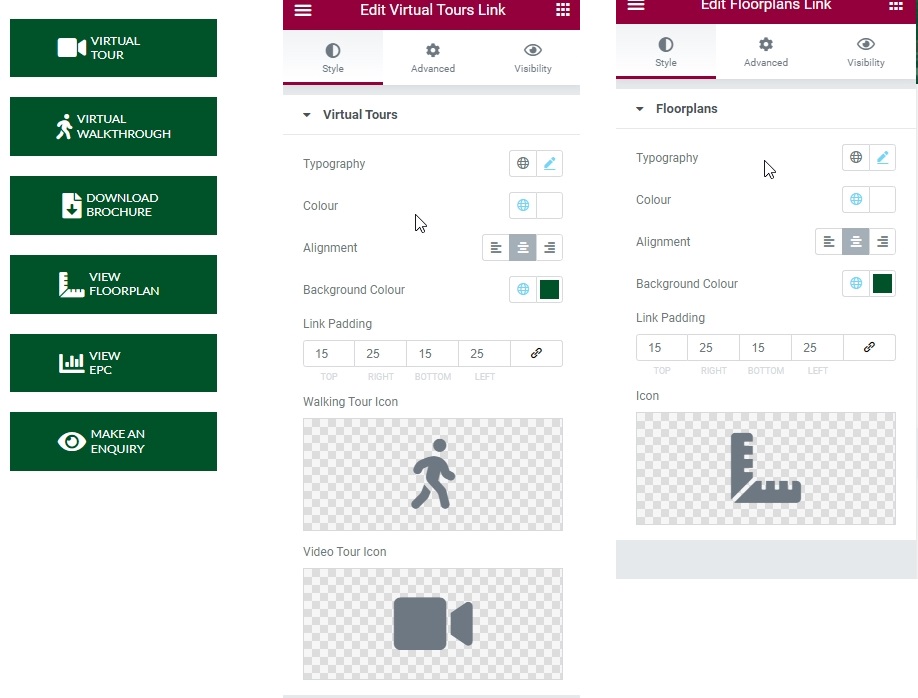 VIRTUAL
TOUR
VIRTUAL
WALKTHROUGH
DOWNLOAD
BROCHURE
VIEW
FLOORPLAN
VIEW
EPC
MAKE AN
ENQUIRY
Edit Virtual Tours Link
Style Advanced Visibility
Virtual Tours
Typography
Colour
Alignment
Background Colour
Link Padding
15 25 15 25
TOP RIGHT BOTTOM LEFT
Walking Tour Icon
Video Tour Icon
Edit Floorplans Link
Style Advanced Visibility
Floorplans
Typography
Colour
Alignment
Background Colour
Link Padding
15 25 15 25
TOP RIGHT BOTTOM LEFT
Icon